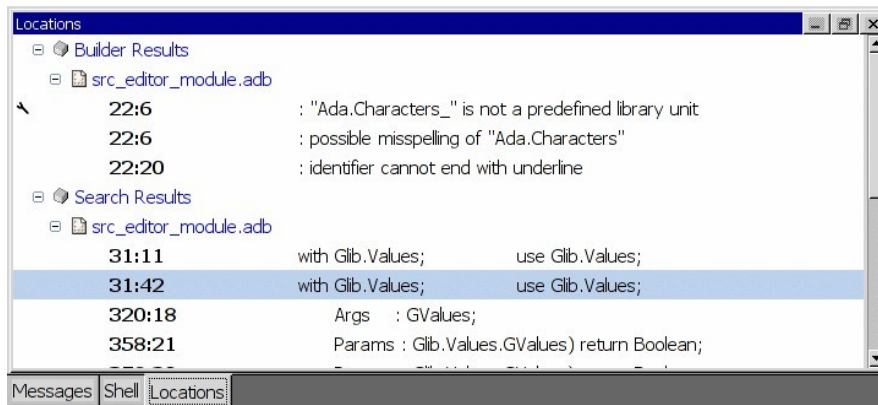 Locations
Builder Results
src_editor_module.adb
22:6 : "Ada.Characters_" is not a predefined library unit
22:6 : possible misspelling of "Ada.Characters"
22:20 : identifier cannot end with underline
Search Results
src_editor_module.adb
31:11 with Glib.Values; use Glib.Values;
31:42 with Glib.Values; use Glib.Values;
320:18 Args : GValues;
358:21 Params : Glib.Values.GValues) return Boolean;
Messages Shell Locations